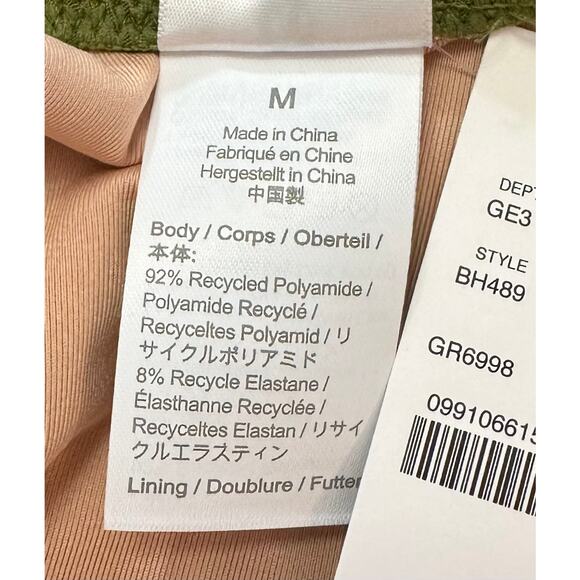 M
Made in China
Fabriqué en Chine
Hergestellt in China
中国製
Body / Corps / Oberteil /
本体:
92% Recycled Polyamide /
Polyamide Recyclé /
Recyceltes Polyamid / リ
サイクルポリアミド
8% Recycle Elastane /
Élasthanne Recyclée /
Recyceltes Elastan / リサイ
クルエラスティン
Lining / Doublure / Futter
DEPT
GE3
STYLE
BH489
GR6998
099106615